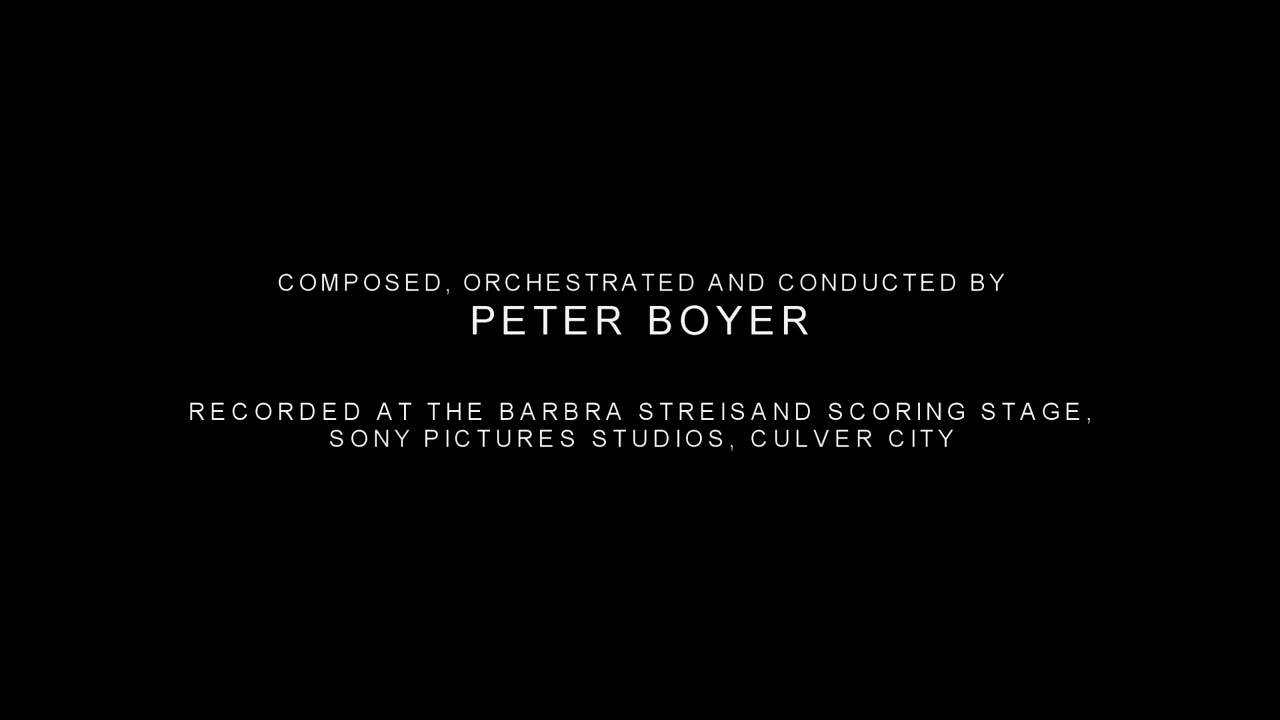 COMPOSED, ORCHESTRATED AND CONDUCTED BY
PETER BOYER
RECORDED AT THE BARBRA STREISAND SCORING STAGE,
SONY PICTURES STUDIOS, CULVER CITY